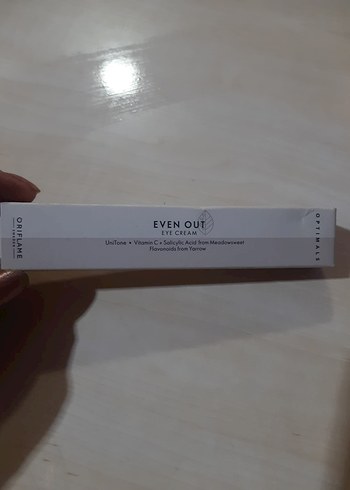 ORIFLAME
SWEDEN
EVEN OUT
EYE CREAM
UniTune • Vitamin C + Salicylic Acid from Meadowsweet
Flavonoids from Yarrow
OPTIMALS